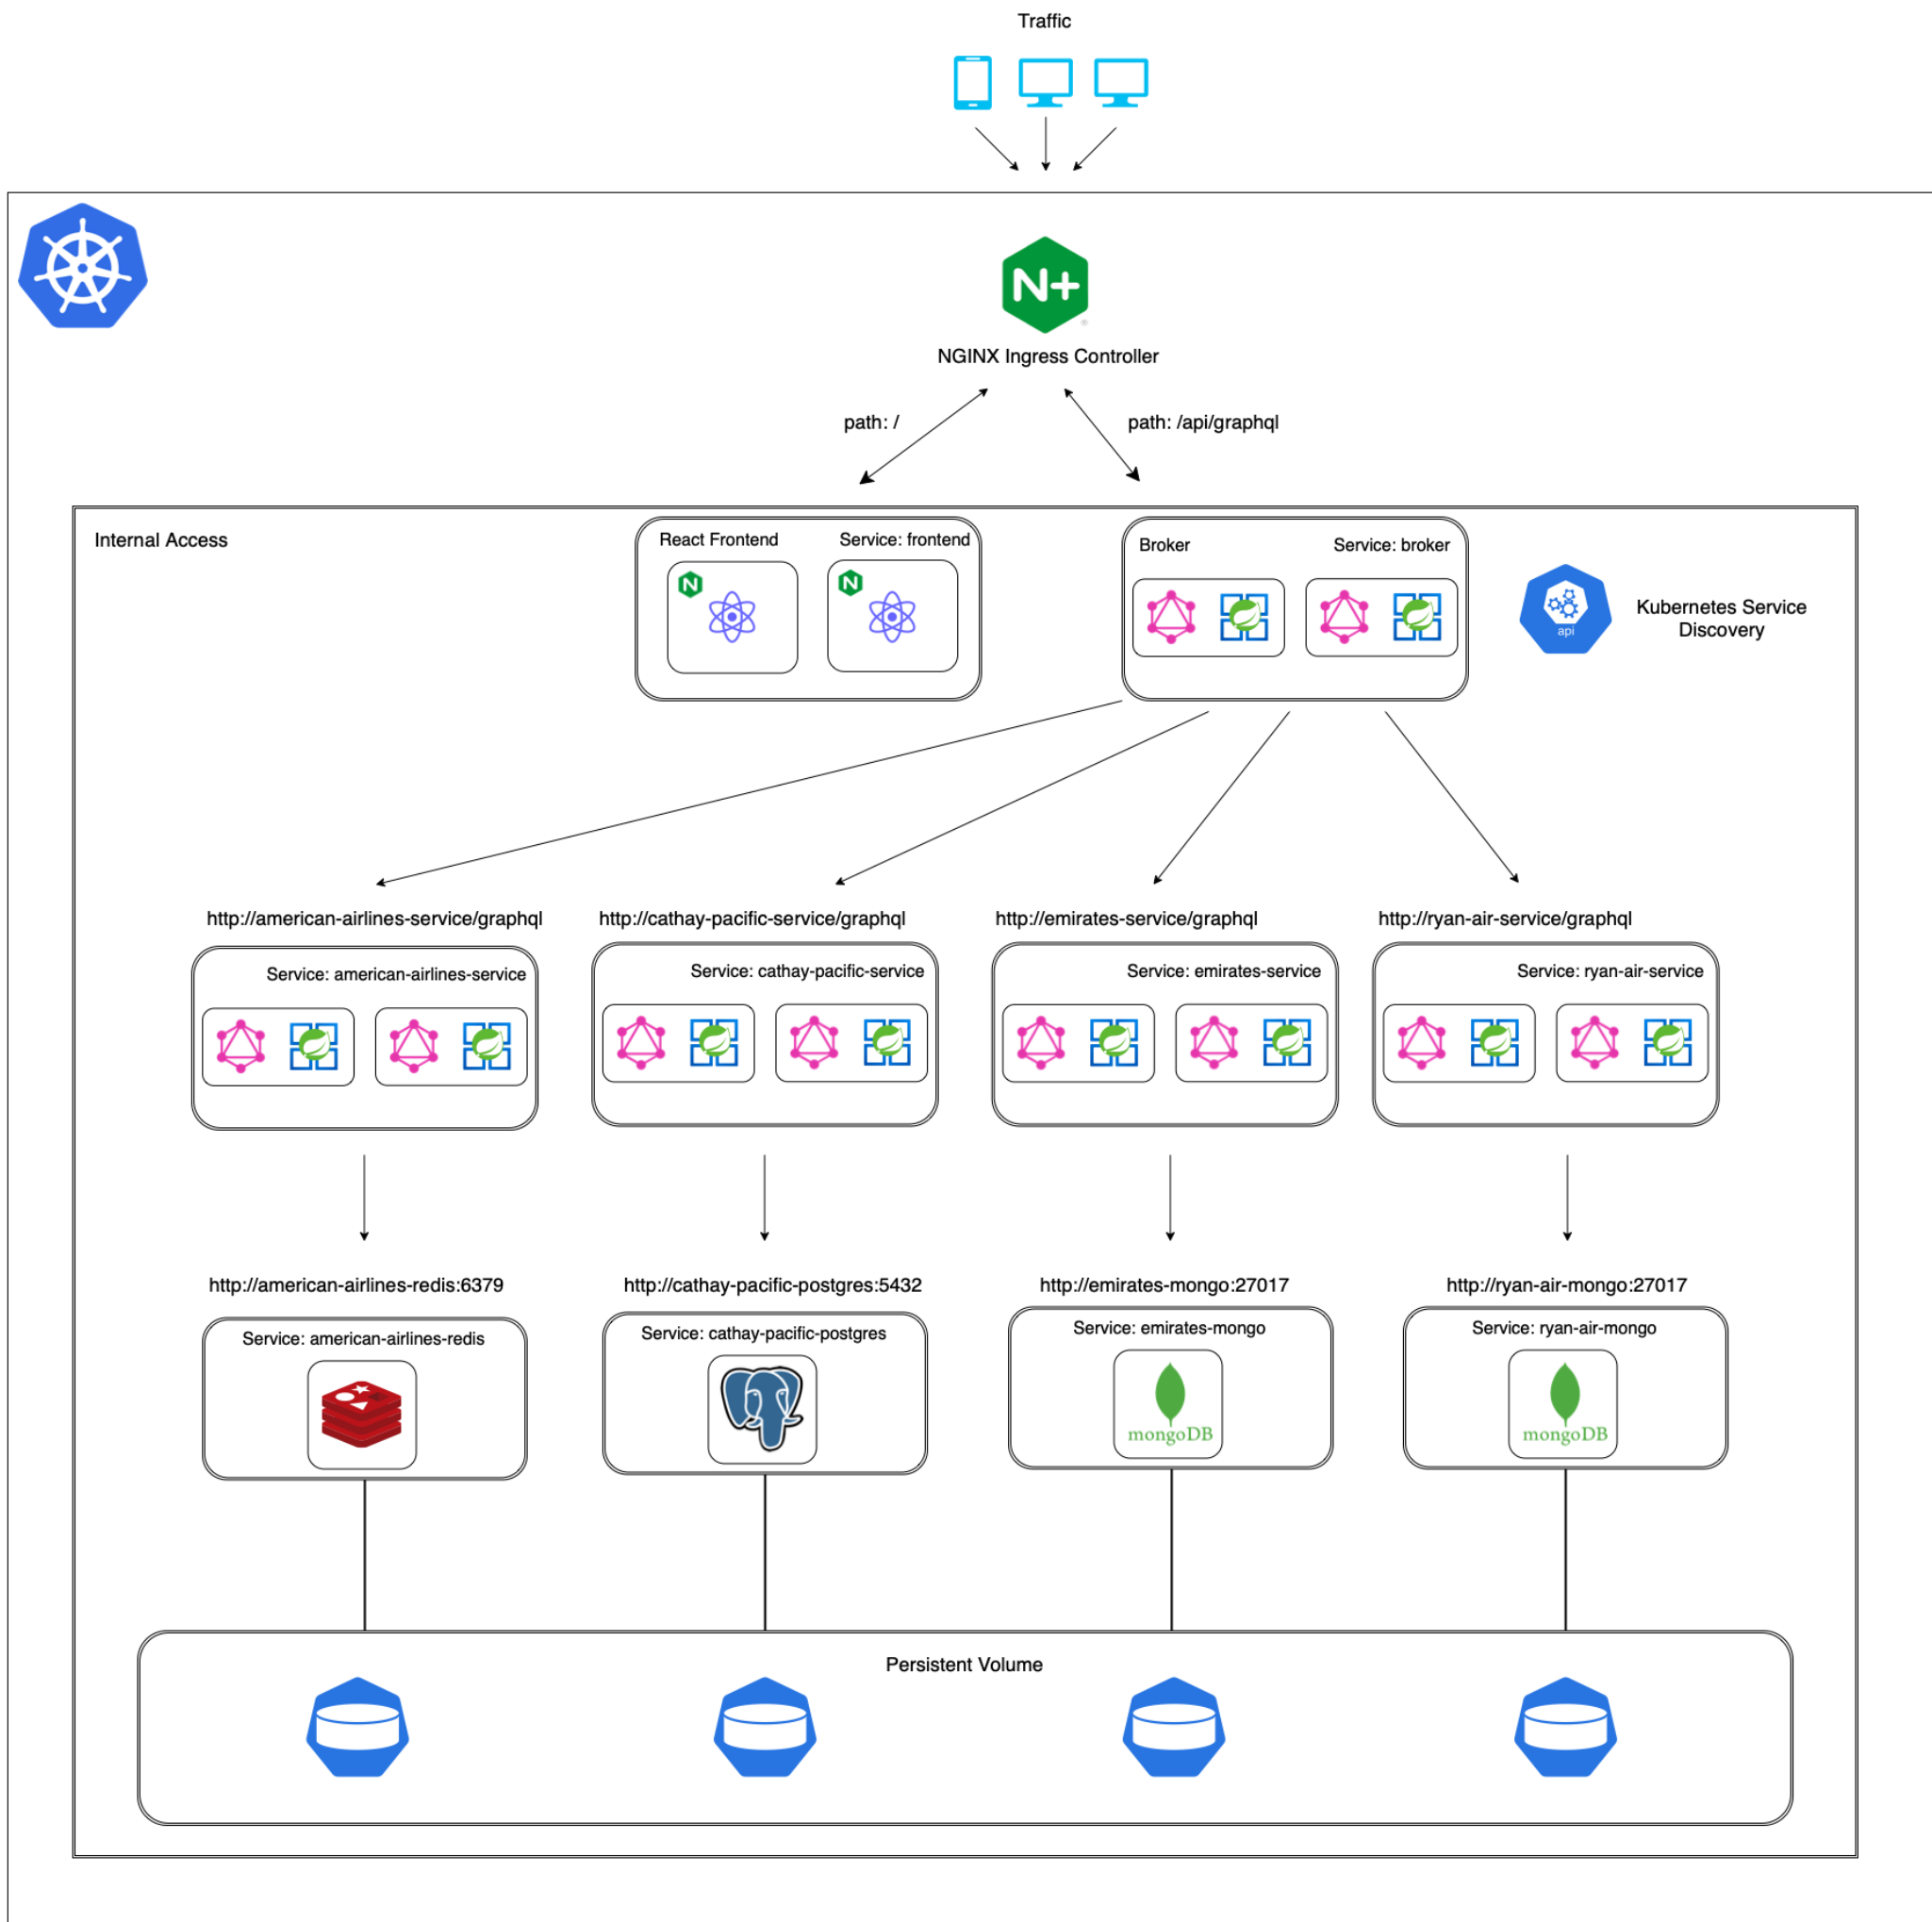 Traffic
N+
NGINX Ingress Controller
path: /
path: /api/graphql
Internal Access
React Frontend
Service: frontend
N
N
Broker
Service: broker
api
Kubernetes Service
Discovery
http://american-airlines-service/graphql
http://cathay-pacific-service/graphql
http://emirates-service/graphql
http://ryan-air-service/graphql
Service: american-airlines-service
Service: cathay-pacific-service
Service: emirates-service
Service: ryan-air-service
http://american-airlines-redis:6379
http://cathay-pacific-postgres:5432
http://emirates-mongo:27017
http://ryan-air-mongo:27017
Service: american-airlines-redis
Service: cathay-pacific-postgres
Service: emirates-mongo
Service: ryan-air-mongo
mongoDB
mongoDB
Persistent Volume